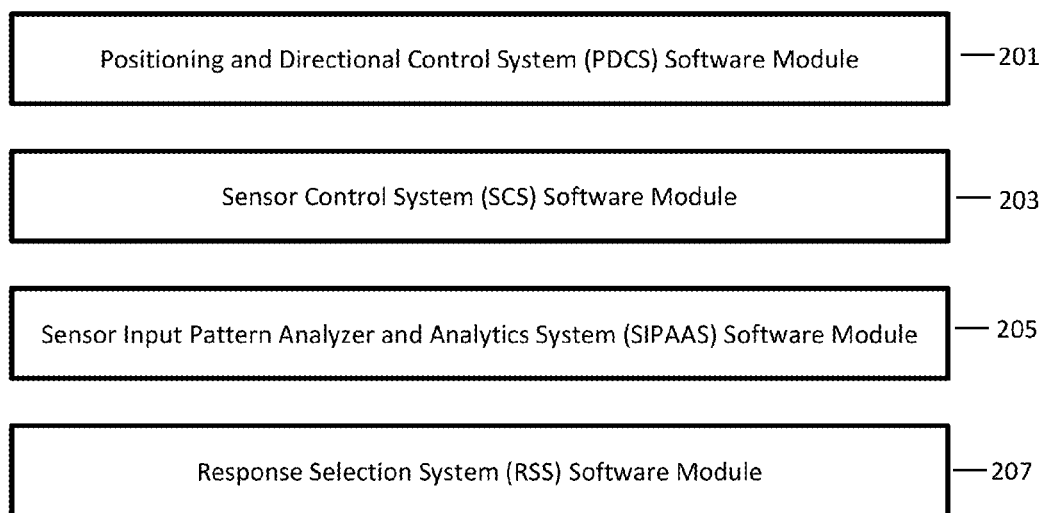 Positioning and Directional Control System (PDCS) Software Module
201
Sensor Control System (SCS) Software Module
203
Sensor Input Pattern Analyzer and Analytics System (SIPAAS) Software Module
205
Response Selection System (RSS) Software Module
207